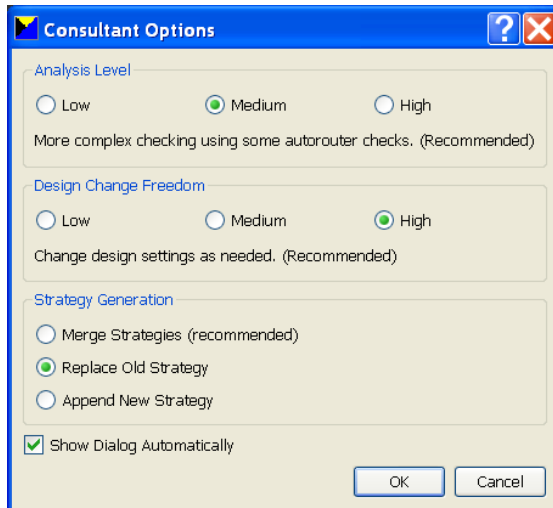 Consultant Options
Analysis Level
Low Medium High
More complex checking using some autorouter checks. (Recommended)
Design Change Freedom
Low Medium High
Change design settings as needed. (Recommended)
Strategy Generation
Merge Strategies (recommended)
Replace Old Strategy
Append New Strategy
Show Dialog Automatically
OK Cancel